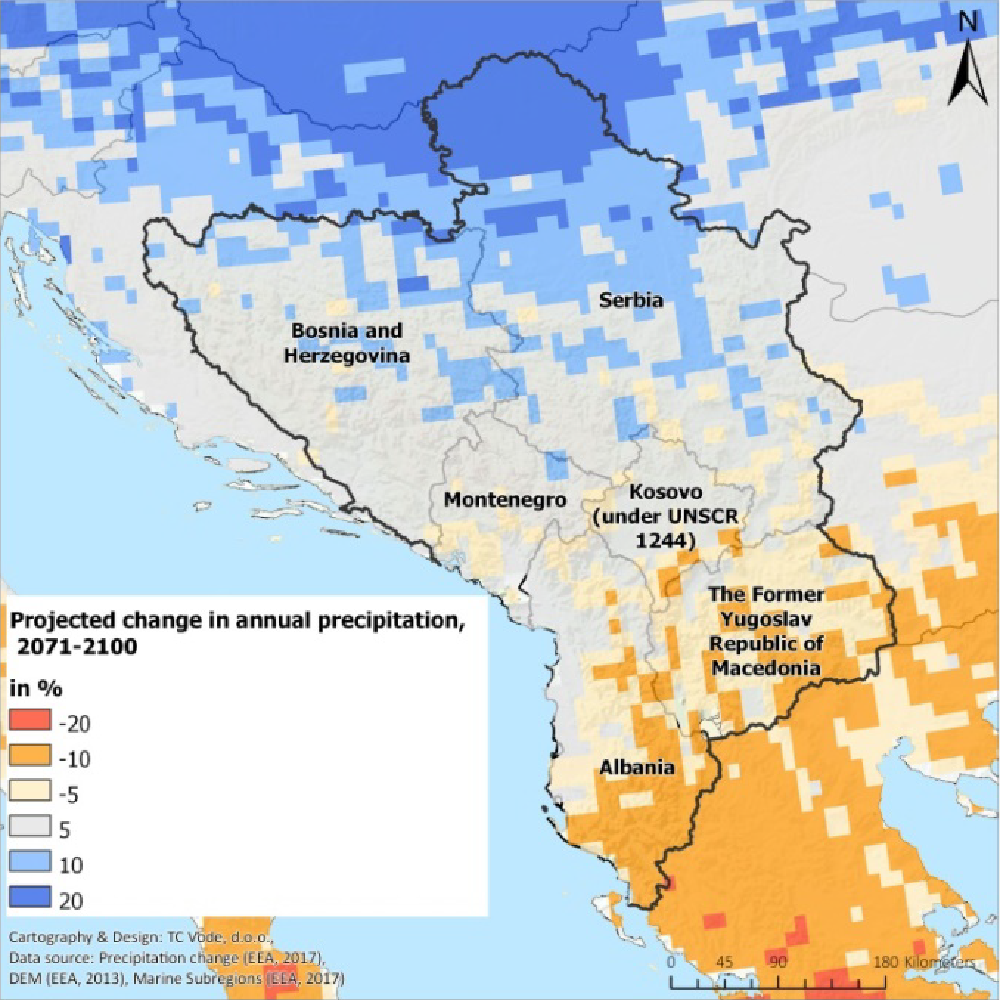 N
Serbia
Bosnia and
Herzegovina
Montenegro
Kosovo
(under UNSCR
1244)
The Former
Yugoslav
Republic of
Macedonia
Albania
Projected change in annual precipitation,
2071-2100
in %
-20
-10
-5
5
10
20
Cartography & Design: TC Vode, d.o.o.,
Data source: Precipitation change (EEA, 2017),
DEM (EEA, 2013), Marine Subregions (EEA, 2017)
0 45 90 180 Kilometers